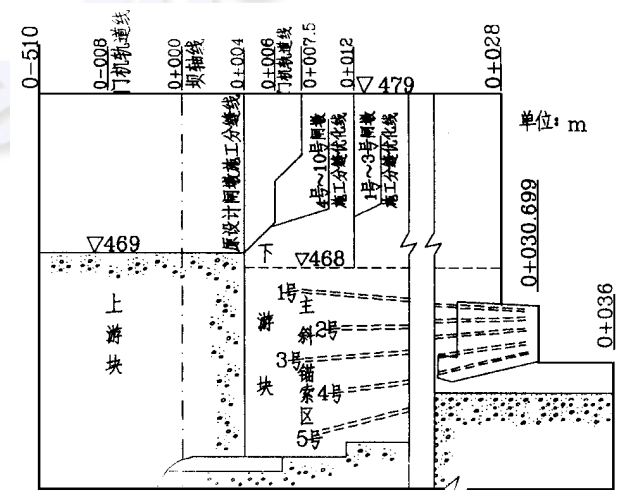 0-510
0-008
门机轨道线
0+000
坝轴线
0+004
0+006
门机轨道线
0+007.5
0+012
0+028
▽479
单位：m
原设计闸墩施工分缝线
4号~10号闸墩
施工分缝优化线
1号~3号闸墩
施工分缝优化线
▽469
▽468
0+030.699
0+036
上游块
下游块
主斜锚索区
1号
2号
3号
4号
5号